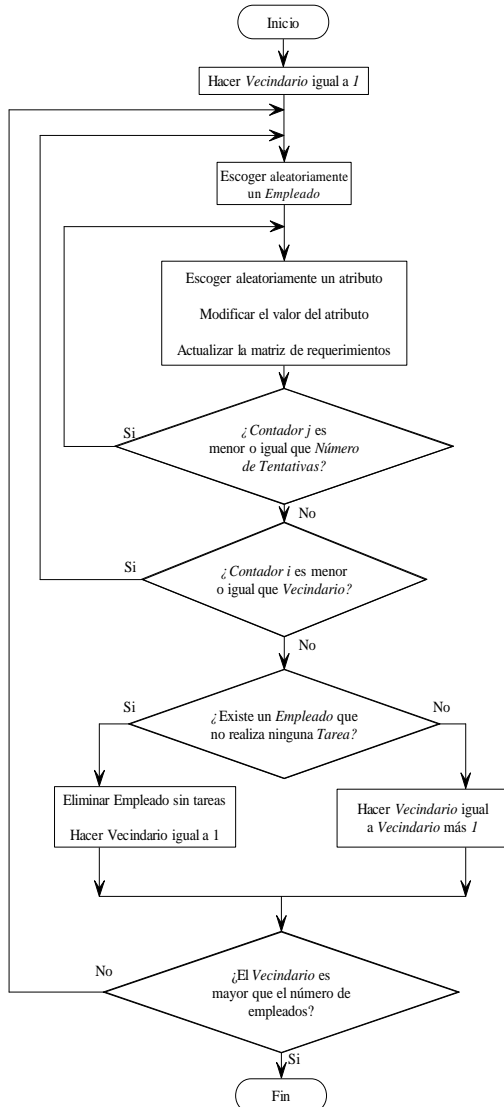 Inicio
Hacer Vecindario igual a 1
Escoger aleatoriamente
un Empleado
Escoger aleatoriamente un atributo
Modificar el valor del atributo
Actualizar la matriz de requerimientos
Si
¿Contador j es
menor o igual que Número
de Tentativas?
No
Si
¿Contador i es menor
o igual que Vecindario?
No
Si
¿Existe un Empleado que
no realiza ninguna Tarea?
No
Eliminar Empleado sin tareas
Hacer Vecindario igual a 1
Hacer Vecindario igual
a Vecindario más 1
No
¿El Vecindario es
mayor que el número de
empleados?
Si
Fin